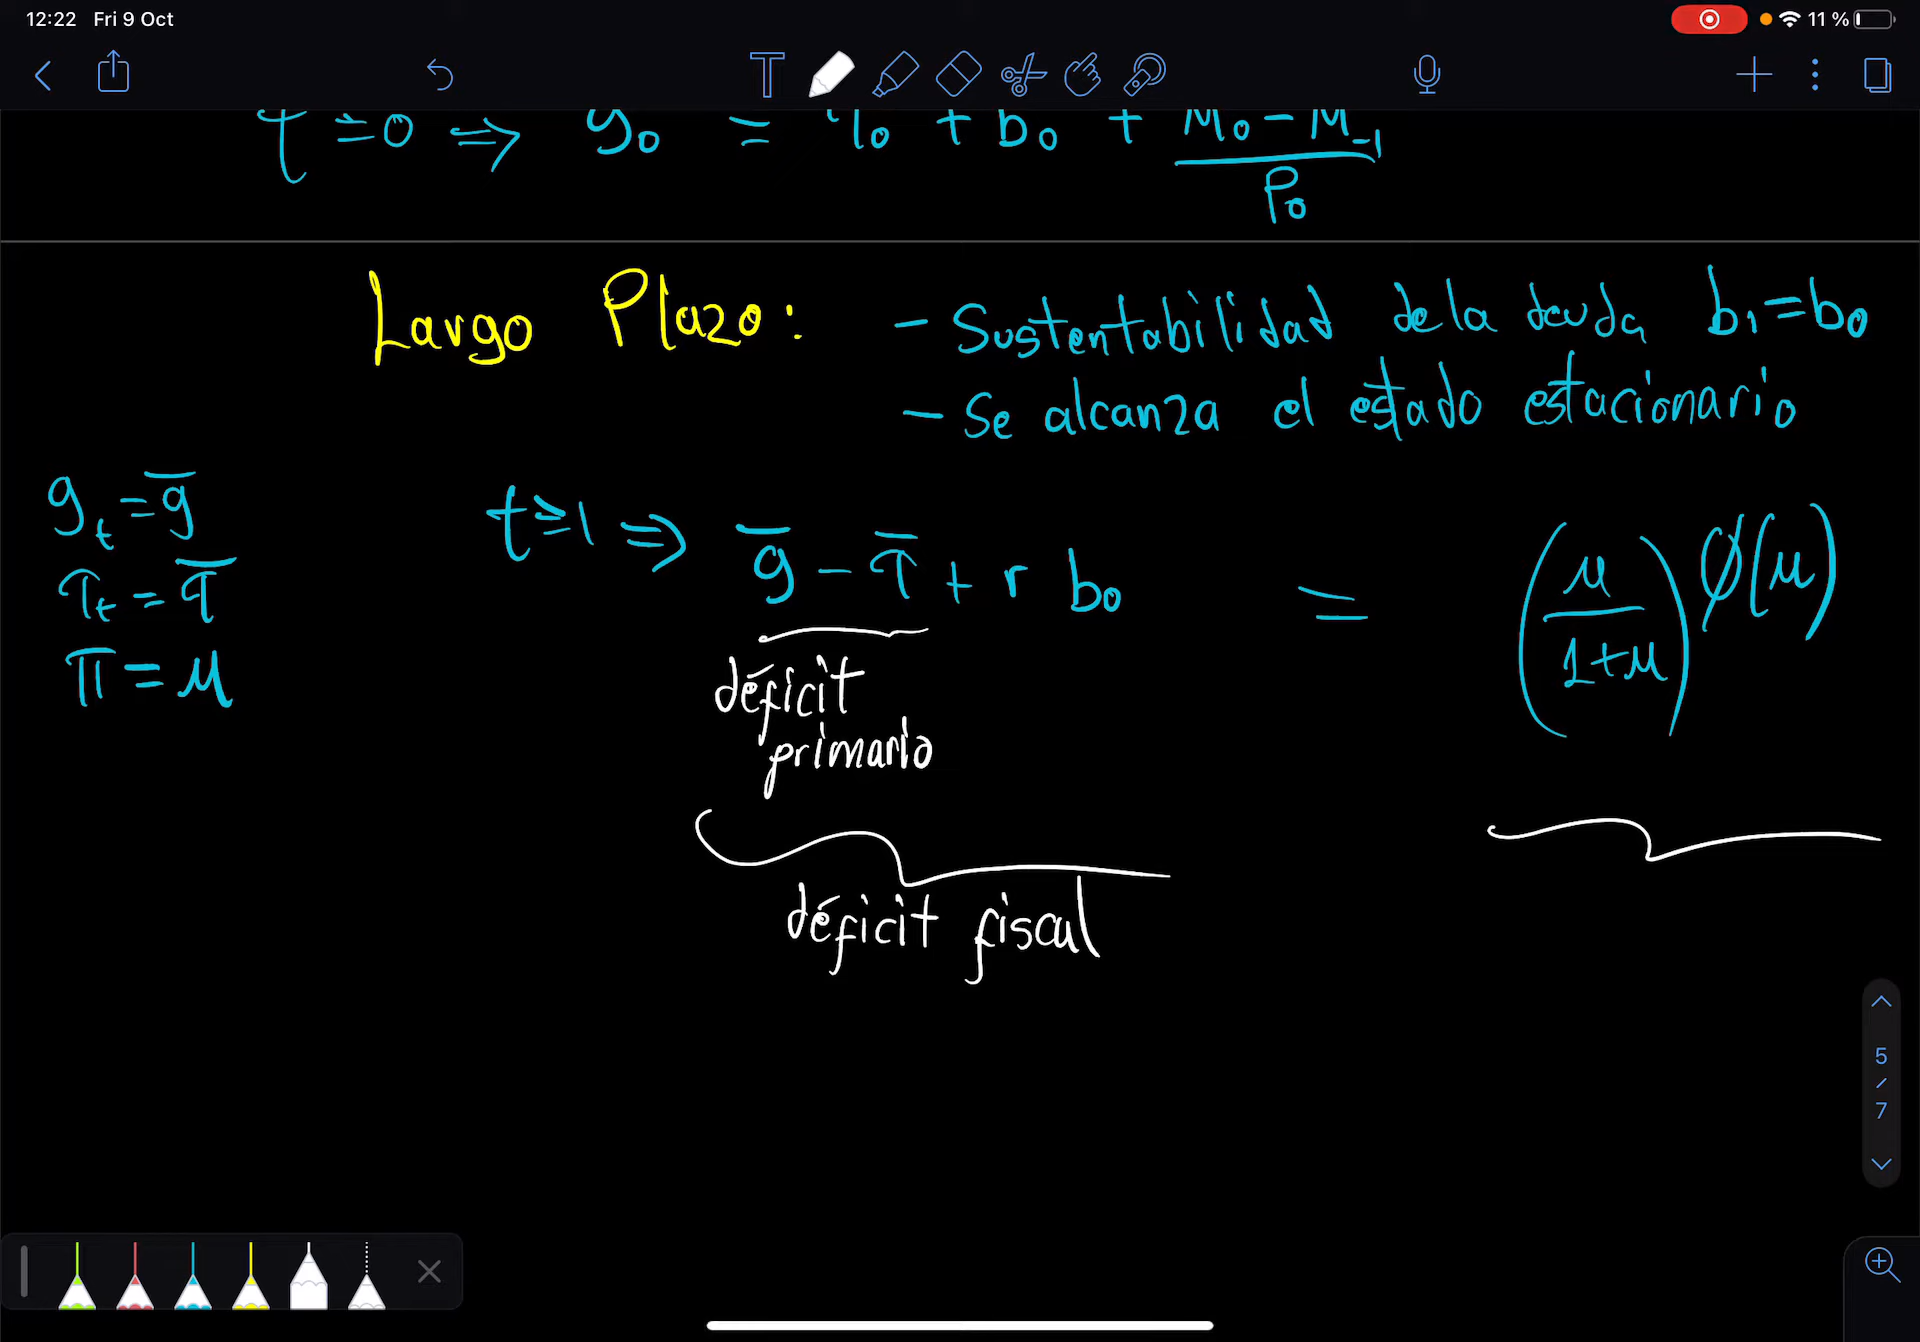 12:22 Fri 9 Oct 11 %
t=0 ⇒ g₀ = τ₀ + b₀ + (M₀ − M₋₁)/P₀
Largo Plazo: – Sustentabilidad de la deuda b₁=b₀
– Se alcanza el estado estacionario
gₜ = ḡ
τₜ = τ̄
π = μ
t≥1 ⇒ ḡ − τ̄ + r b₀ = (μ/(1+μ)) ϕ(μ)
déficit
primario
déficit fiscal
5
/
7